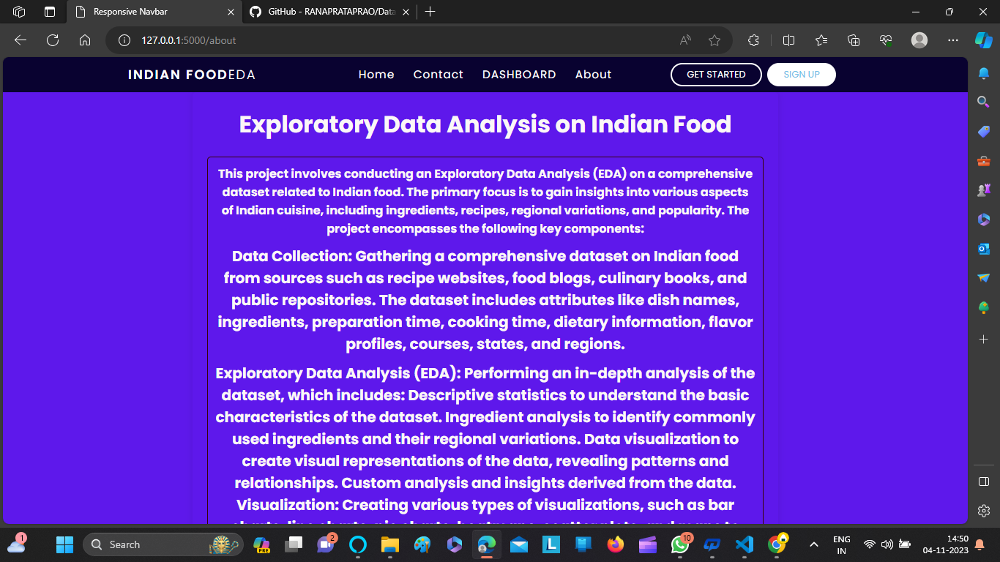 Responsive Navbar
GitHub - RANAPRATAPRAO/Data
127.0.0.1:5000/about
INDIAN FOODEDA
Home
Contact
DASHBOARD
About
GET STARTED
SIGN UP
Exploratory Data Analysis on Indian Food
This project involves conducting an Exploratory Data Analysis (EDA) on a comprehensive
dataset related to Indian food. The primary focus is to gain insights into various aspects
of Indian cuisine, including ingredients, recipes, regional variations, and popularity. The
project encompasses the following key components:
Data Collection: Gathering a comprehensive dataset on Indian food
from sources such as recipe websites, food blogs, culinary books, and
public repositories. The dataset includes attributes like dish names,
ingredients, preparation time, cooking time, dietary information, flavor
profiles, courses, states, and regions.
Exploratory Data Analysis (EDA): Performing an in-depth analysis of the
dataset, which includes: Descriptive statistics to understand the basic
characteristics of the dataset. Ingredient analysis to identify commonly
used ingredients and their regional variations. Data visualization to
create visual representations of the data, revealing patterns and
relationships. Custom analysis and insights derived from the data.
Visualization: Creating various types of visualizations, such as bar
1
Search
PRE
2
L
10
ENG
IN
14:50
04-11-2023